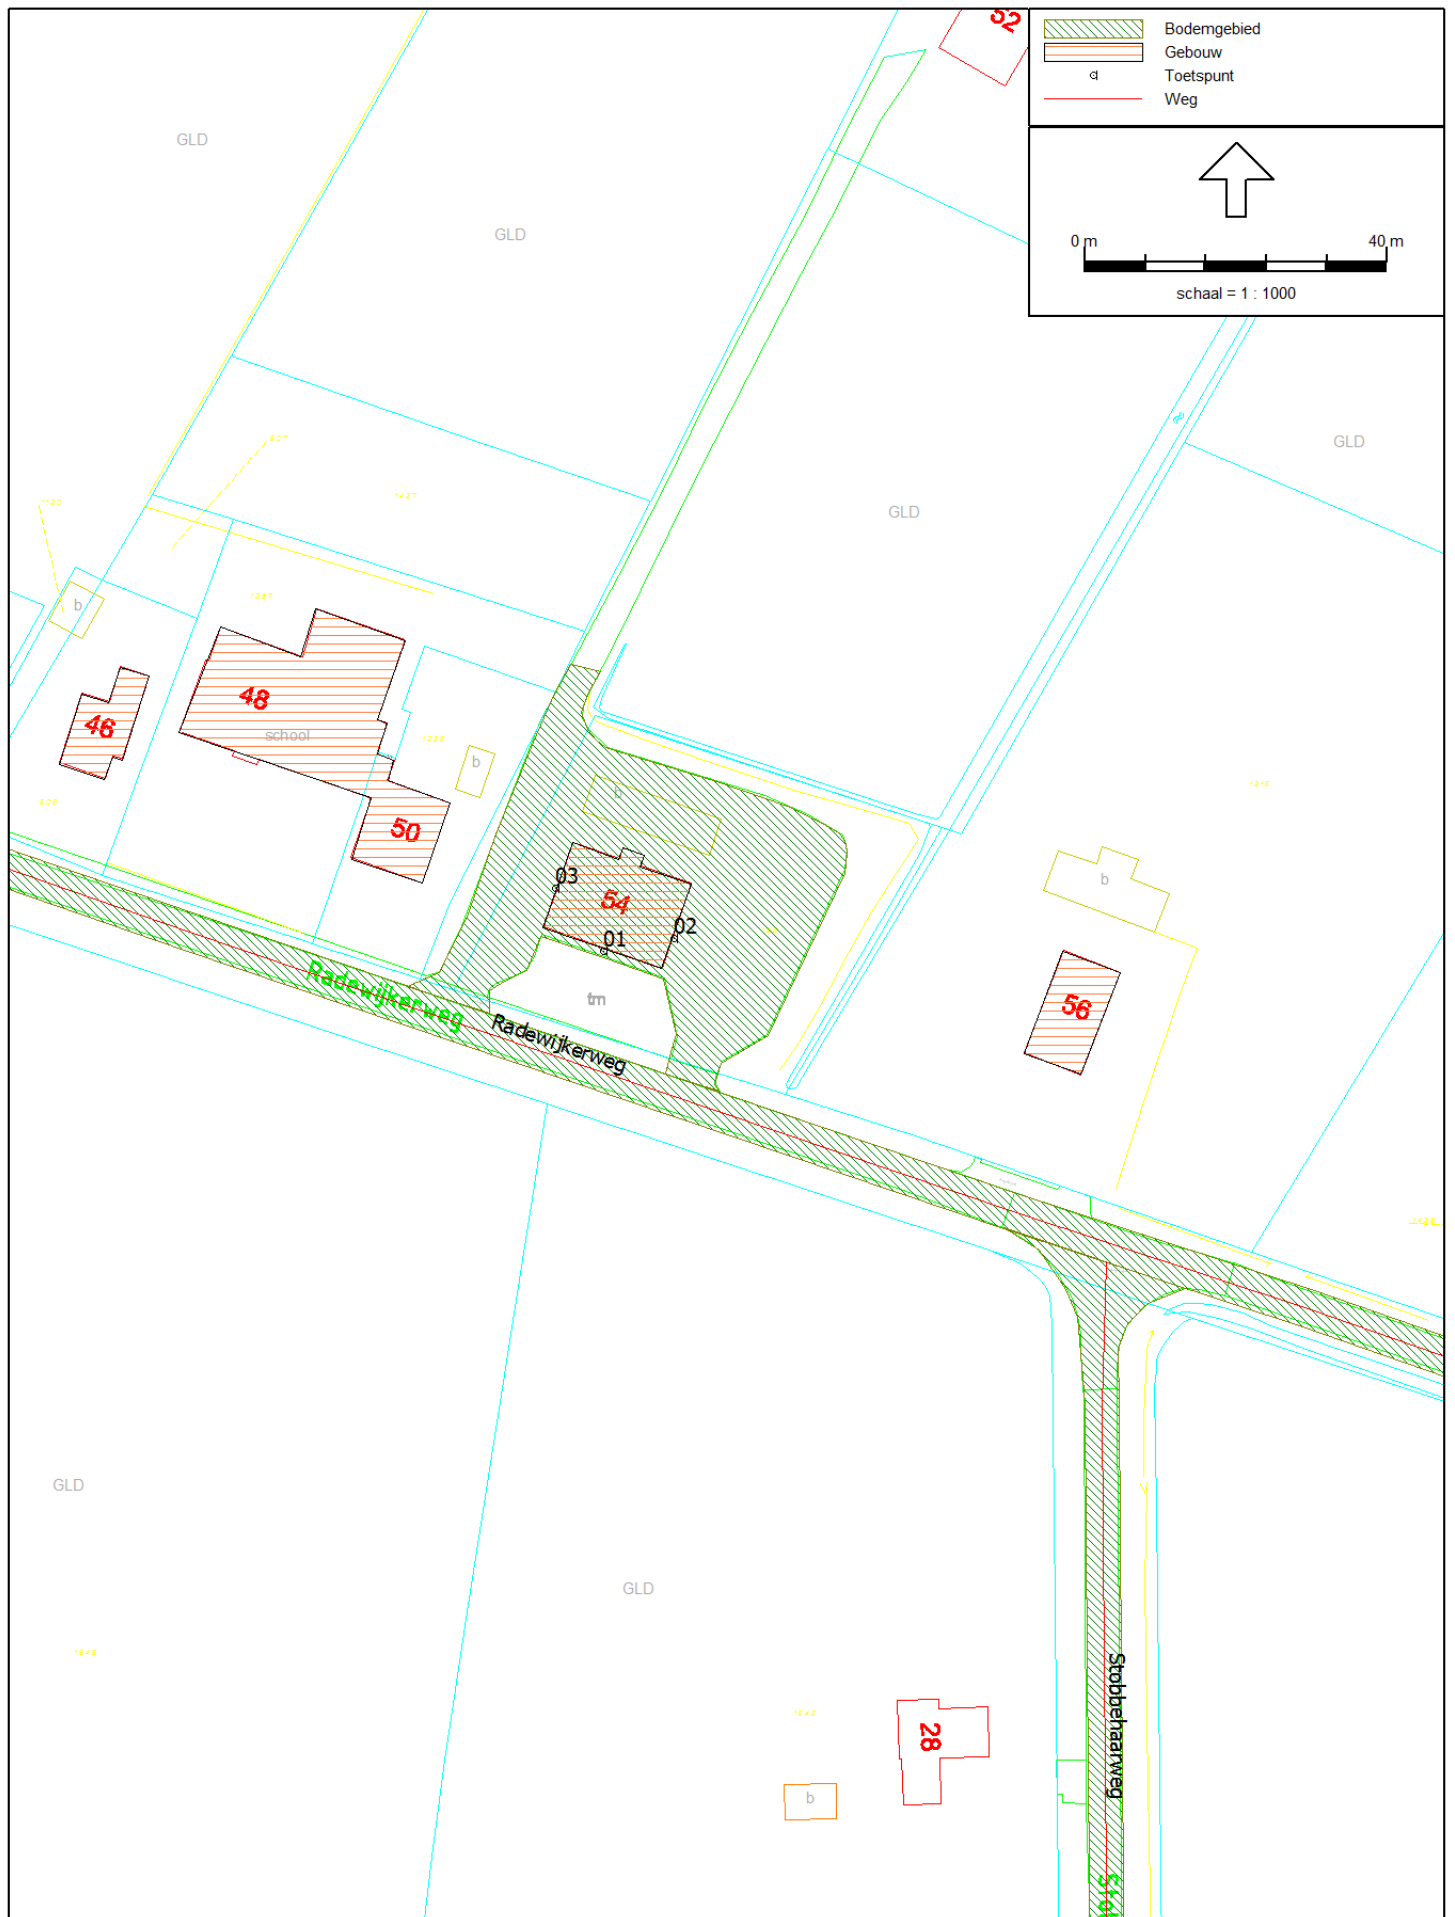 52
Bodemgebied
Gebouw
Toetspunt
Weg
0 m
40 m
schaal = 1 : 1000
GLD
GLD
GLD
GLD
b
46
48
school
50
b
b
03
54
02
01
tm
b
56
Radewijkerweg
Radewijkerweg
GLD
GLD
28
b
Stobbehaarweg